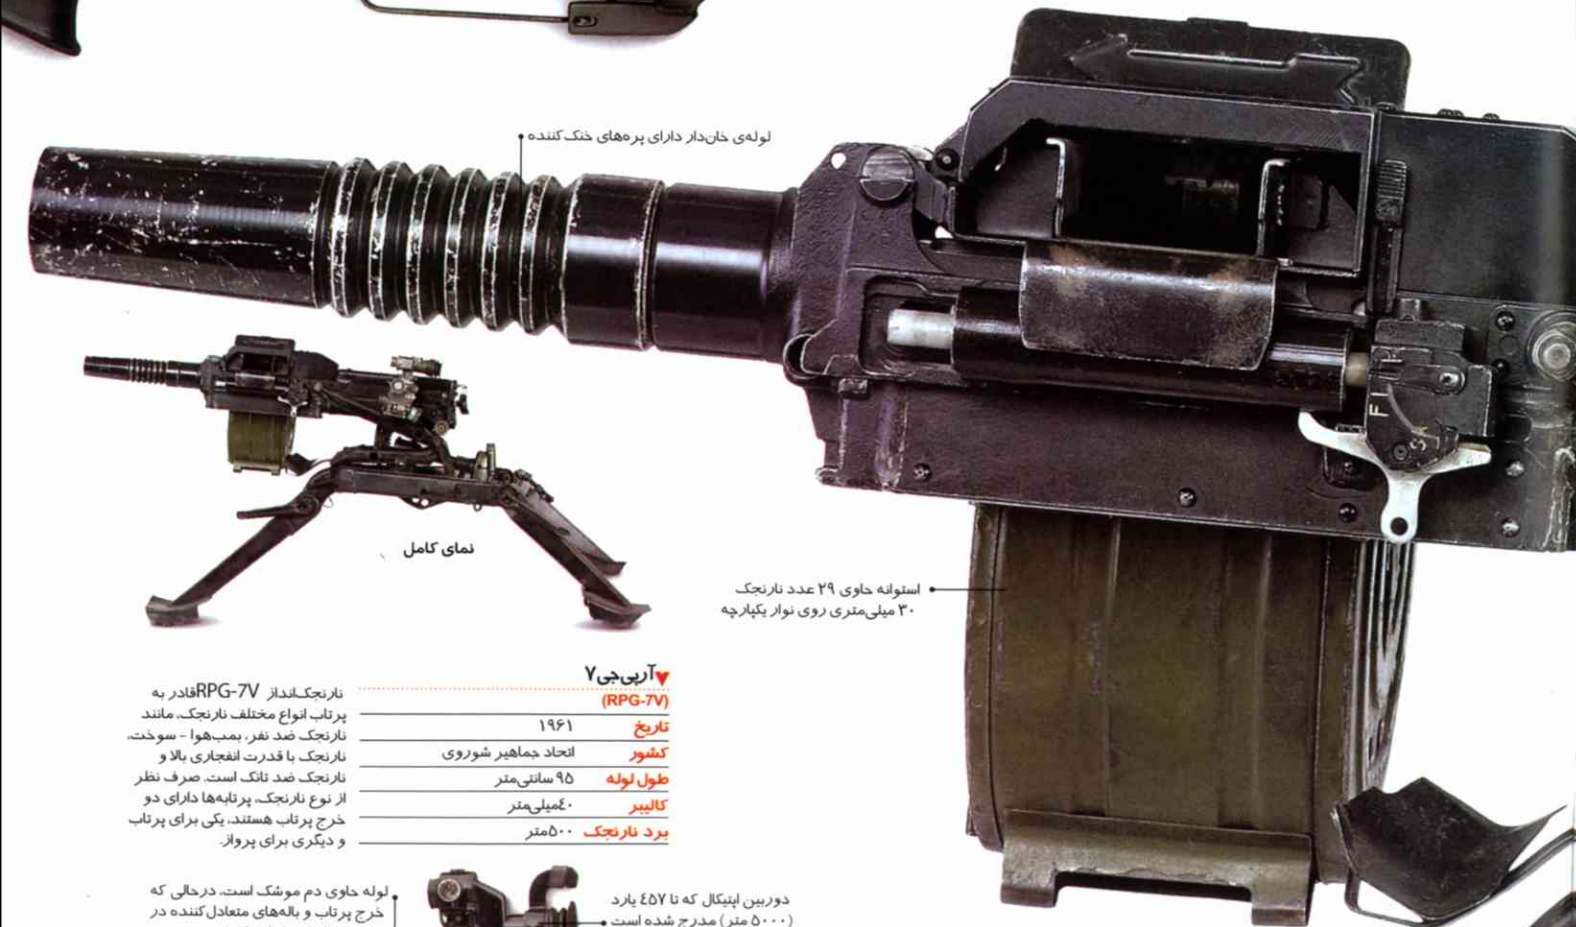 لوله‌ی خان‌دار دارای پره‌های خنک‌کننده
نمای کامل
استوانه حاوی ۲۹ عدد نارنجک
۳۰ میلی‌متری روی نوار یکپارچه
آرپی‌جی۷
(RPG-7V)
تاریخ ۱۹۶۱
کشور اتحاد جماهیر شوروی
طول لوله ۹۵ سانتی‌متر
کالیبر ۴۰میلی‌متر
برد نارنجک ۵۰۰متر
نارنجک‌انداز RPG-7Vقادر به
پرتاب انواع مختلف نارنجک، مانند
نارنجک ضد نفر، بمب‌هوا - سوخت،
نارنجک با قدرت انفجاری بالا و
نارنجک ضد تانک است. صرف نظر
از نوع نارنجک، پرتابه‌ها دارای دو
خرج پرتاب هستند، یکی برای پرتاب
و دیگری برای پرواز.
دوربین اپتیکال که تا ۴۵۷ یارد
(۵۰۰۰ متر) مدرج شده است
لوله حاوی دم موشک است، درحالی که
خرج پرتاب و باله‌های متعادل‌کننده در